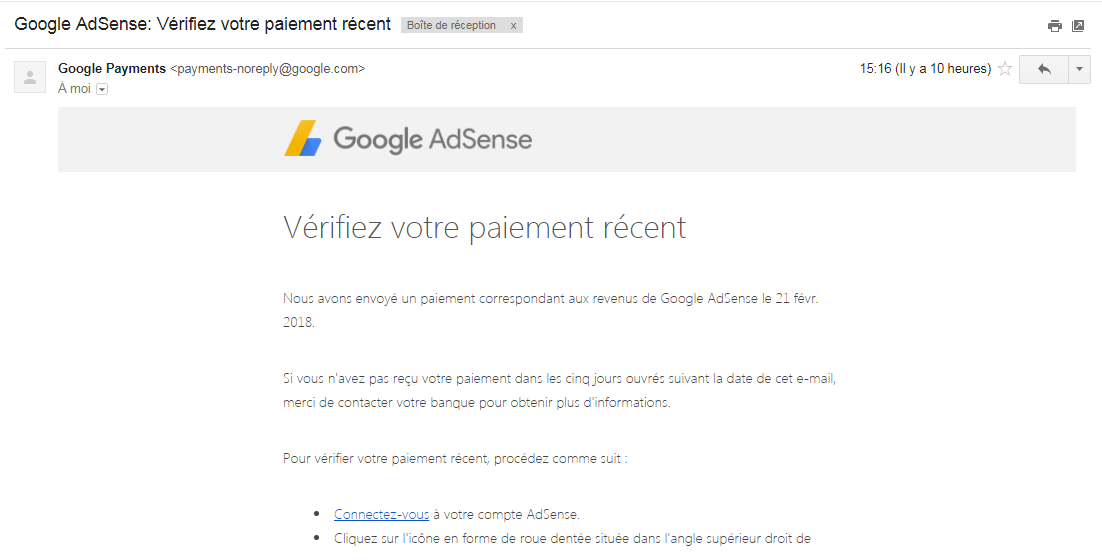 Google AdSense: Vérifiez votre paiement récent Boîte de réception x
Google Payments <payments-noreply@google.com> 15:16 (Il y a 10 heures)
À moi
Google AdSense
Vérifiez votre paiement récent
Nous avons envoyé un paiement correspondant aux revenus de Google AdSense le 21 févr.
2018.
Si vous n'avez pas reçu votre paiement dans les cinq jours ouvrés suivant la date de cet e-mail,
merci de contacter votre banque pour obtenir plus d'informations.
Pour vérifier votre paiement récent, procédez comme suit :
• Connectez-vous à votre compte AdSense.
• Cliquez sur l'icône en forme de roue dentée située dans l'angle supérieur droit de